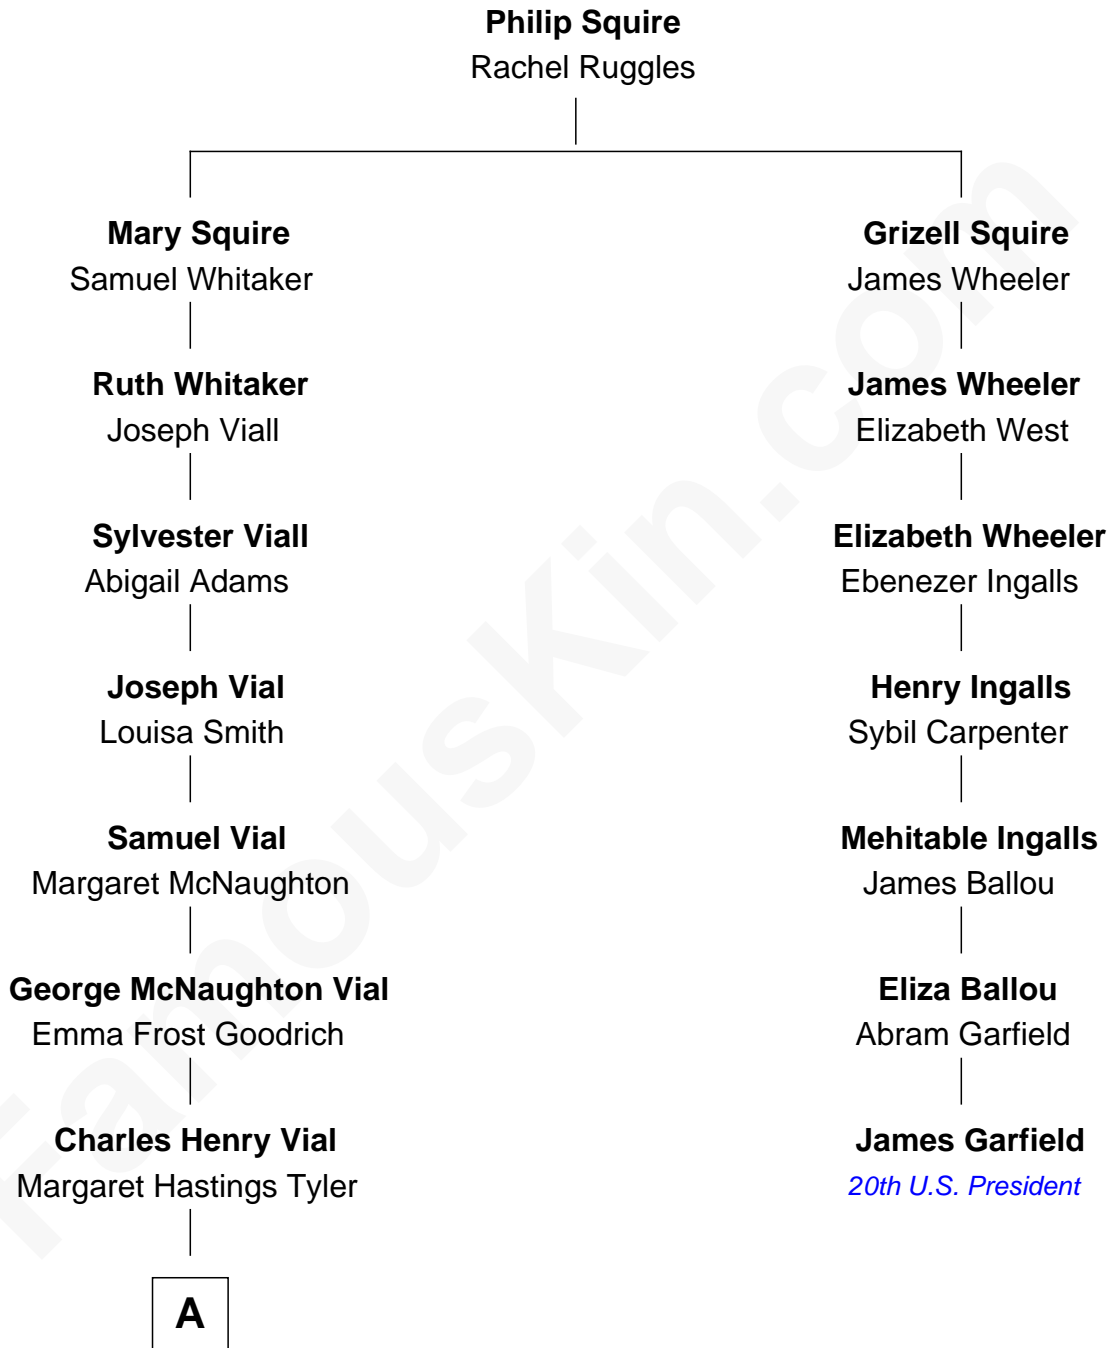 Philip Squire
Rachel Ruggles
Mary Squire
Samuel Whitaker
Ruth Whitaker
Joseph Viall
Sylvester Viall
Abigail Adams
Joseph Vial
Louisa Smith
Samuel Vial
Margaret McNaughton
George McNaughton Vial
Emma Frost Goodrich
Charles Henry Vial
Margaret Hastings Tyler
A
Grizell Squire
James Wheeler
James Wheeler
Elizabeth West
Elizabeth Wheeler
Ebenezer Ingalls
Henry Ingalls
Sybil Carpenter
Mehitable Ingalls
James Ballou
Eliza Ballou
Abram Garfield
James Garfield
20th U.S. President
FamousKin.com